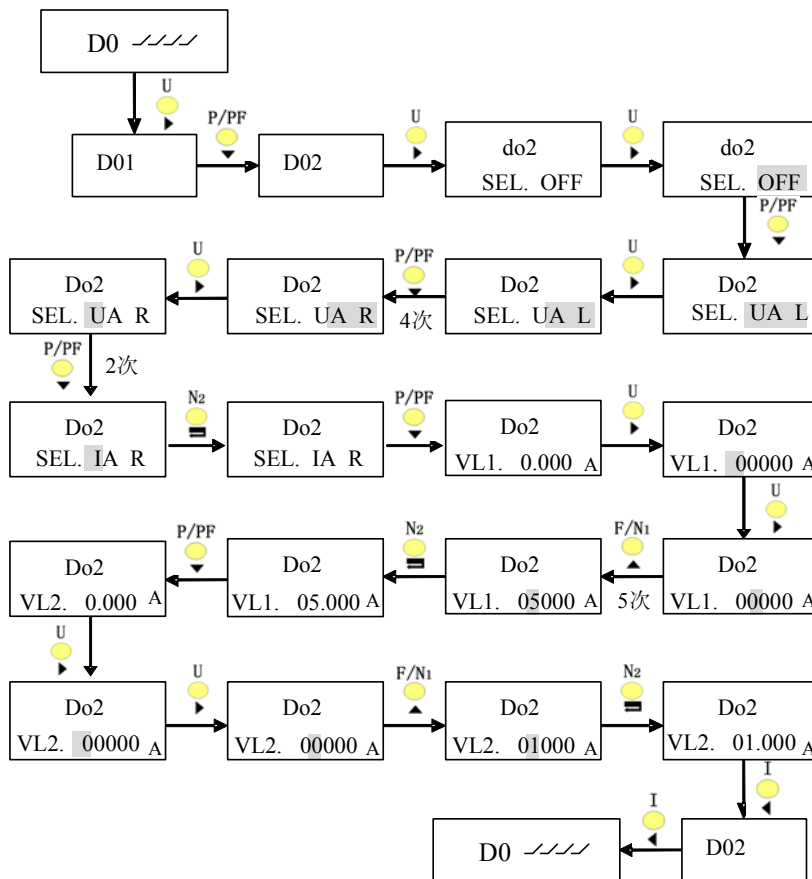 D0
U
P/PF
U
U
D01
D02
do2
SEL. OFF
do2
SEL. OFF
P/PF
U
P/PF
U
Do2
SEL. UA R
Do2
SEL. UA R
4次
Do2
SEL. UA L
Do2
SEL. UA L
P/PF
2次
N2
P/PF
U
Do2
SEL. IA R
Do2
SEL. IA R
Do2
VL1. 0.000 A
Do2
VL1. 00000 A
U
P/PF
N2
F/N1
Do2
VL2. 0.000 A
Do2
VL1. 05.000 A
Do2
VL1. 05000 A
5次
Do2
VL1. 00000 A
U
U
F/N1
N2
Do2
VL2. 00000 A
Do2
VL2. 00000 A
Do2
VL2. 01000 A
Do2
VL2. 01.000 A
I
I
D0
D02